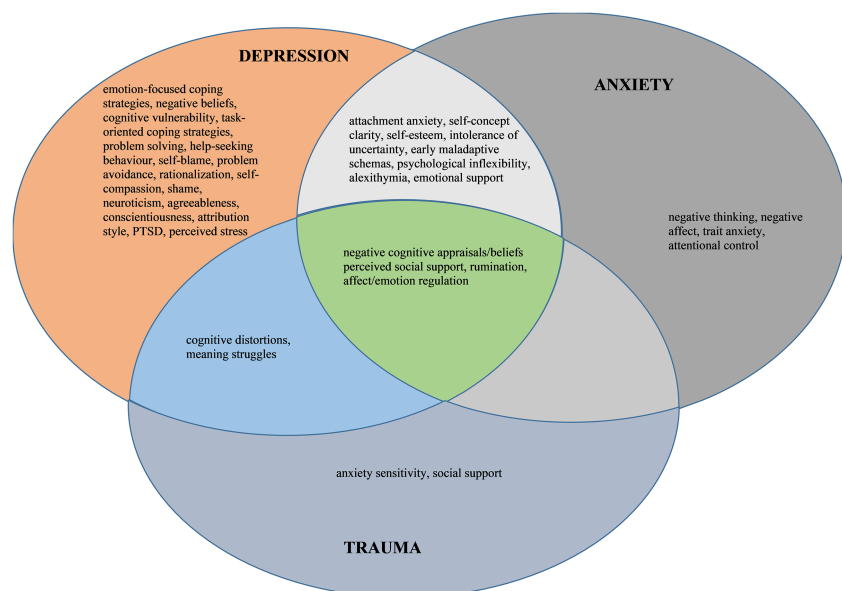 DEPRESSION
emotion-focused coping
strategies, negative beliefs,
cognitive vulnerability, task-
oriented coping strategies,
problem solving, help-seeking
behaviour, self-blame, problem
avoidance, rationalization, self-
compassion, shame,
neuroticism, agreeableness,
conscientiousness, attribution
style, PTSD, perceived stress
attachment anxiety, self-concept
clarity, self-esteem, intolerance of
uncertainty, early maladaptive
schemas, psychological inflexibility,
alexithymia, emotional support
ANXIETY
negative thinking, negative
affect, trait anxiety,
attentional control
negative cognitive appraisals/beliefs
perceived social support, rumination,
affect/emotion regulation
cognitive distortions,
meaning struggles
anxiety sensitivity, social support
TRAUMA